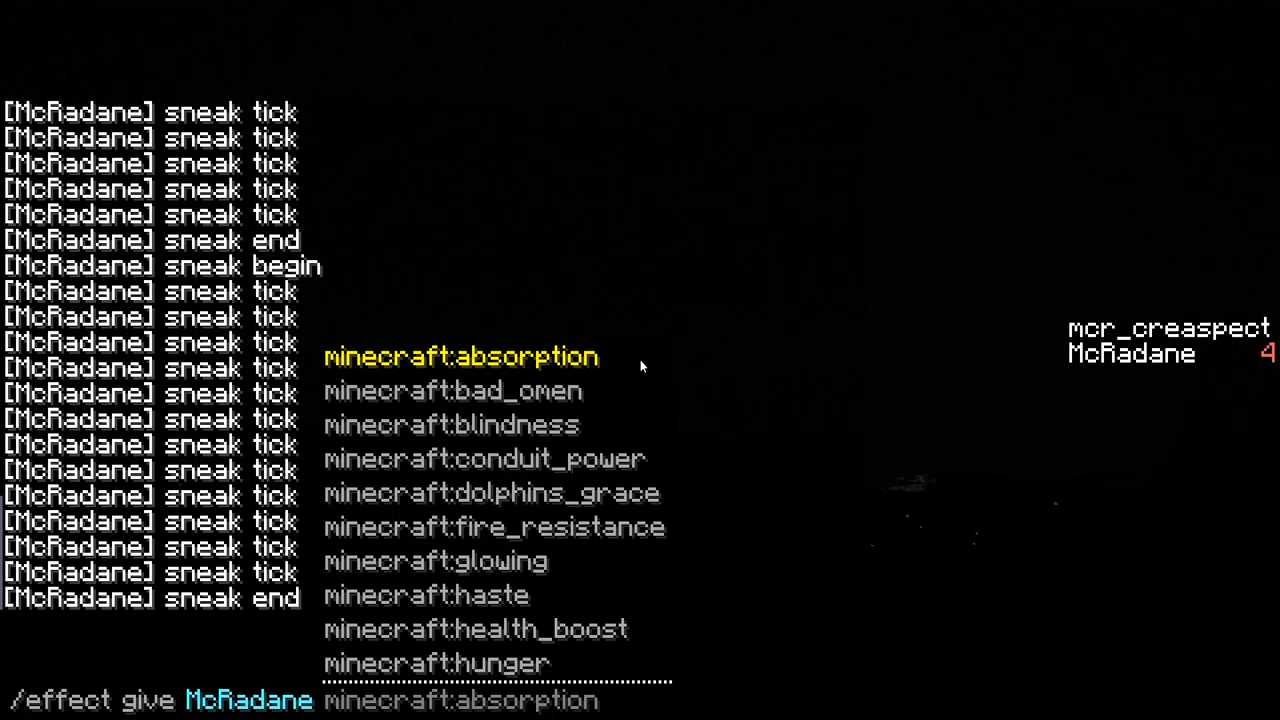 [McRadane] sneak tick
[McRadane] sneak tick
[McRadane] sneak tick
[McRadane] sneak tick
[McRadane] sneak tick
[McRadane] sneak end
[McRadane] sneak begin
[McRadane] sneak tick
[McRadane] sneak tick
[McRadane] sneak tick
[McRadane] sneak tick
[McRadane] sneak tick
[McRadane] sneak tick
[McRadane] sneak tick
[McRadane] sneak tick
[McRadane] sneak tick
[McRadane] sneak tick
[McRadane] sneak tick
[McRadane] sneak tick
[McRadane] sneak end
minecraft:absorption
minecraft:bad_omen
minecraft:blindness
minecraft:conduit_power
minecraft:dolphins_grace
minecraft:fire_resistance
minecraft:glowing
minecraft:haste
minecraft:health_boost
minecraft:hunger
/effect give McRadane minecraft:absorption
mcr_creaspect
McRadane 4